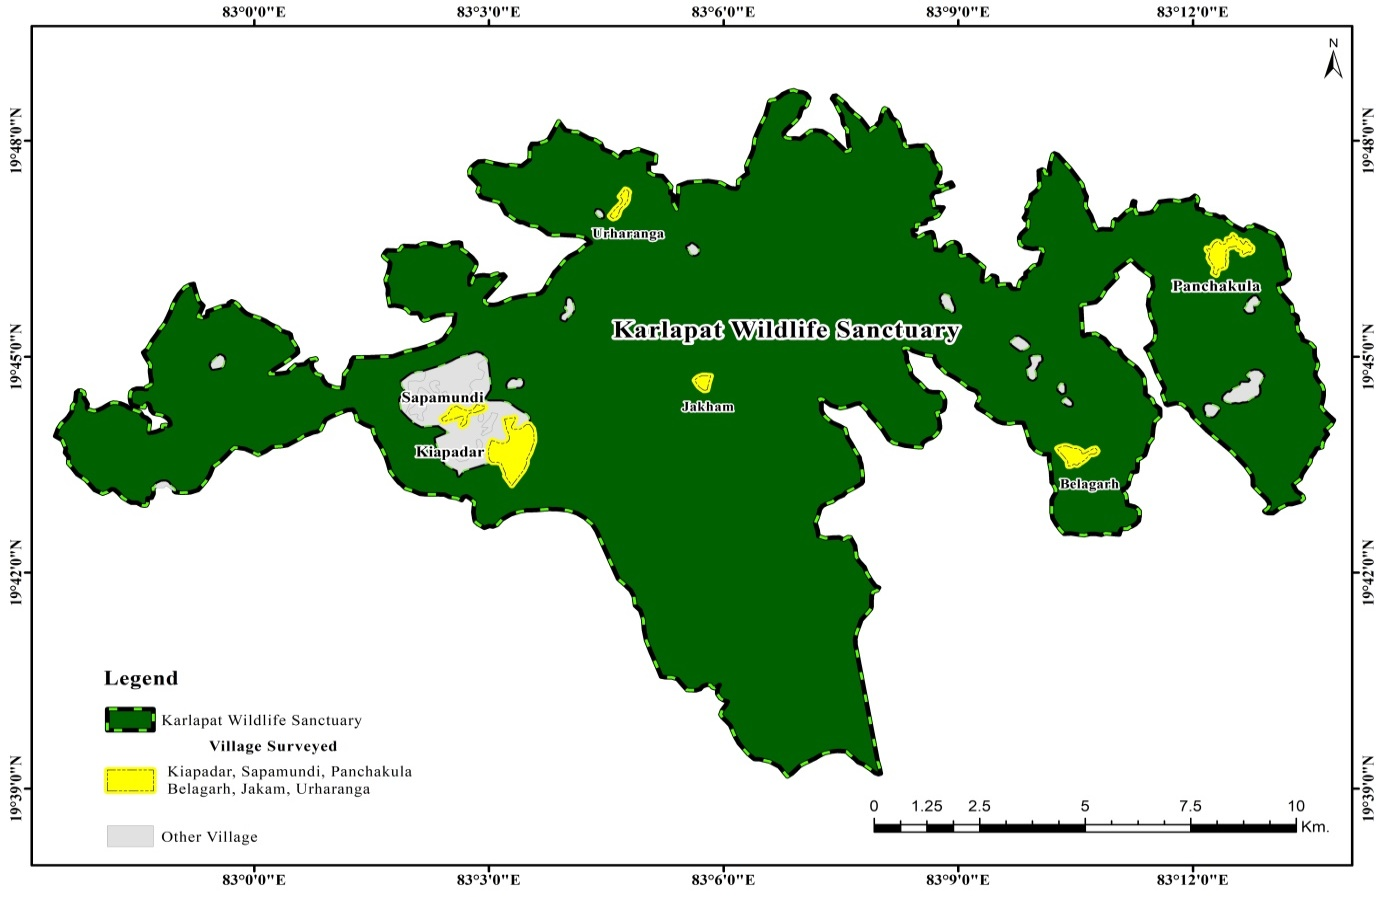 83°0'0"E 83°3'0"E 83°6'0"E 83°9'0"E 83°12'0"E
N
19°48'0"N 19°48'0"N
Urharanga
Panchakula
Karlapat Wildlife Sanctuary
19°45'0"N 19°45'0"N
Sapamundi
Jakham
Kiapadar
Belagarh
19°42'0"N 19°42'0"N
Legend
Karlapat Wildlife Sanctuary
Village Surveyed
Kiapadar, Sapamundi, Panchakula
Belagarh, Jakam, Urharanga
Other Village
19°39'0"N 19°39'0"N
0 1.25 2.5 5 7.5 10
Km.
83°0'0"E 83°3'0"E 83°6'0"E 83°9'0"E 83°12'0"E